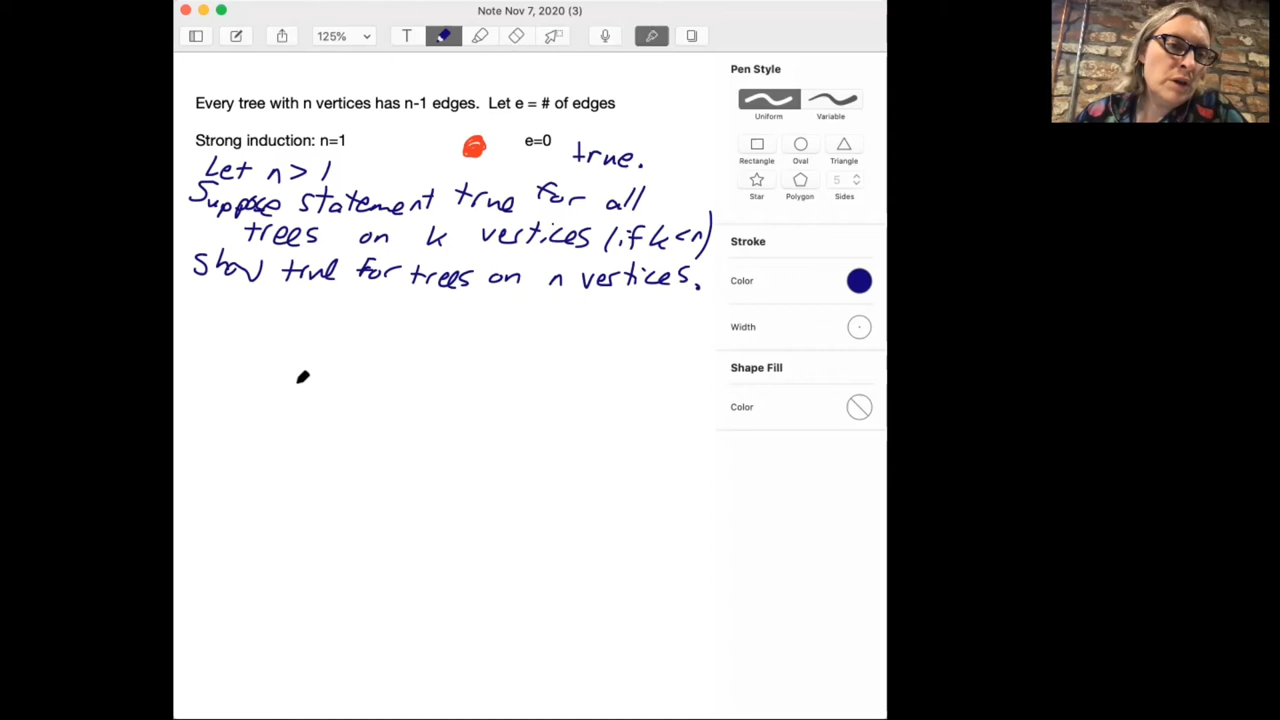 Note Nov 7, 2020 (3)
125%
T
Every tree with n vertices has n-1 edges. Let e = # of edges
Strong induction: n=1 e=0 true.
Let n > 1
Suppose statement true for all
trees on k vertices (if k < n)
Show true for trees on n vertices.
Pen Style
Uniform Variable
Rectangle Oval Triangle
5
Star Polygon Sides
Stroke
Color
Width
Shape Fill
Color